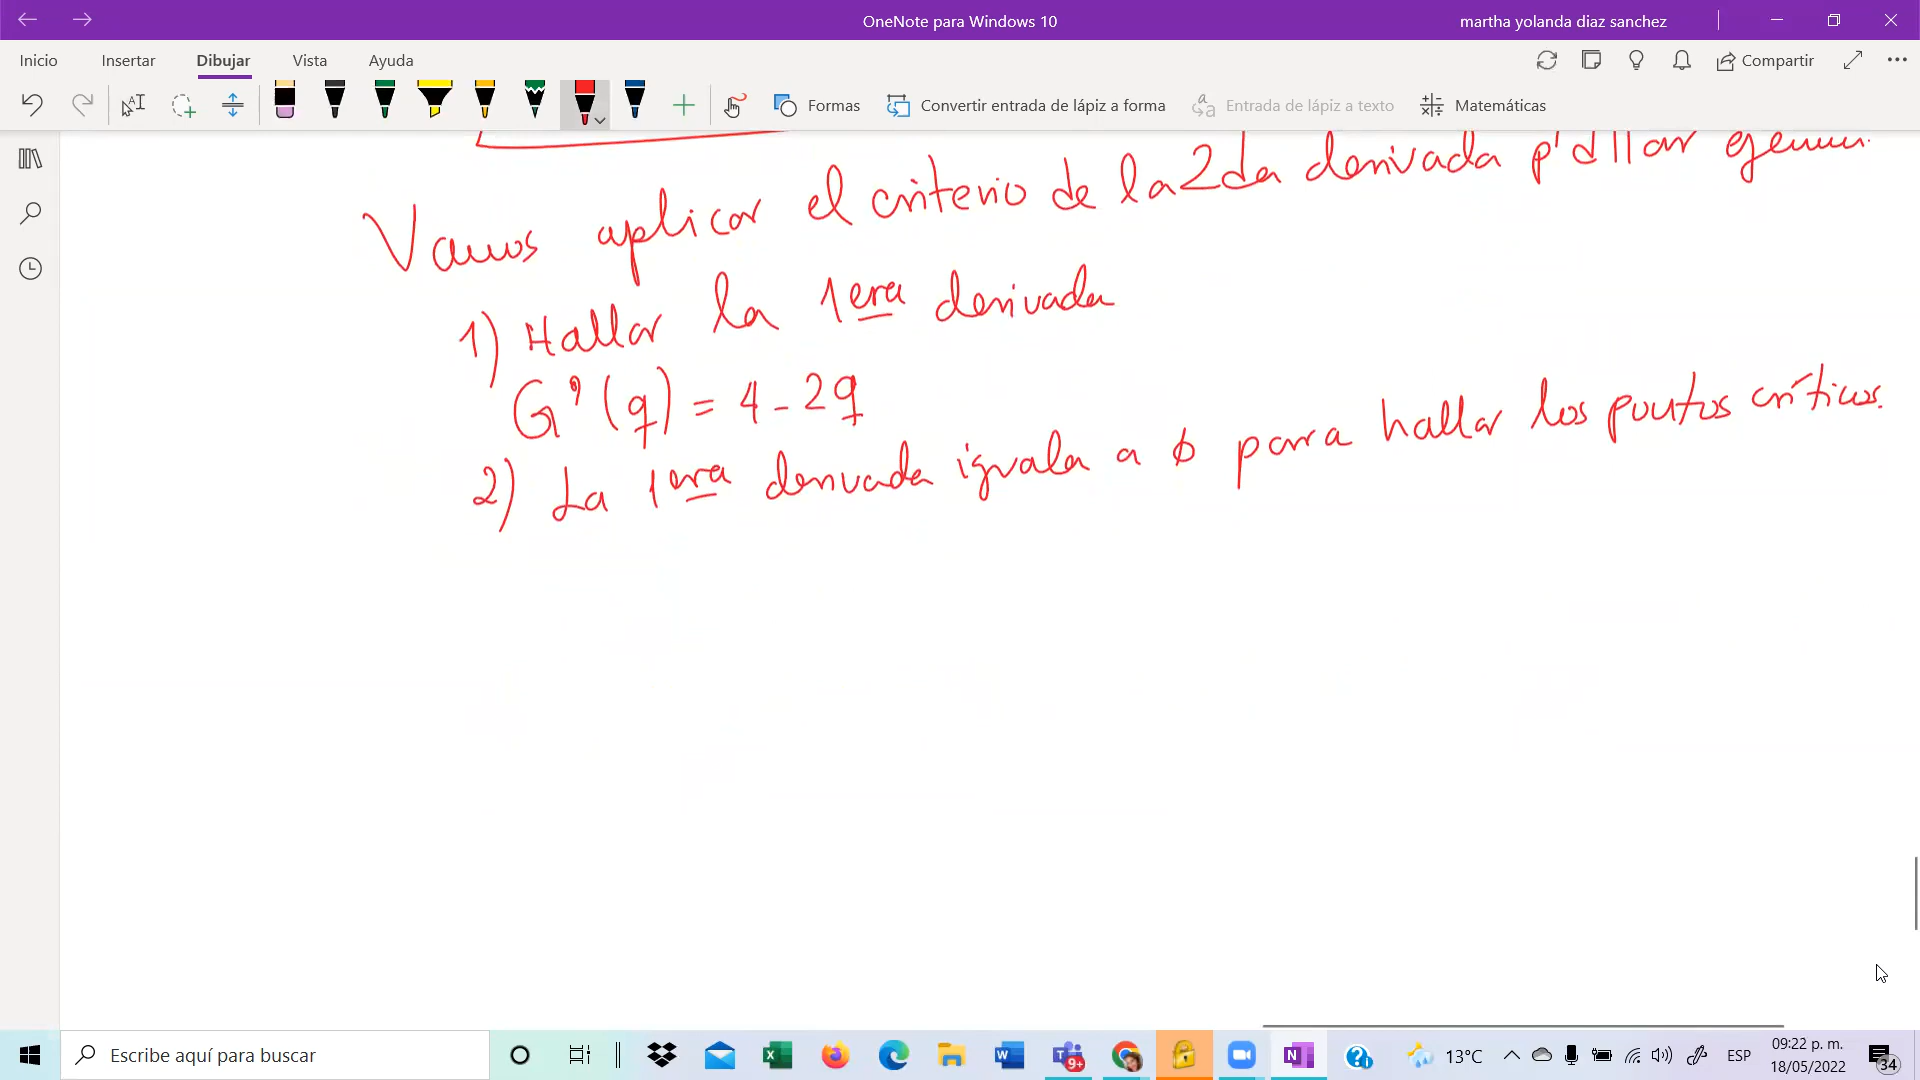 OneNote para Windows 10
martha yolanda diaz sanchez
Inicio Insertar Dibujar Vista Ayuda
Compartir
Formas Convertir entrada de lápiz a forma Entrada de lápiz a texto Matemáticas
Vamos aplicar el criterio de la 2da derivada p'
1) Hallar la 1era derivada
G'(q) = 4 - 2q
2) La 1era derivada iguala a 0 para hallar los puntos críticos.
Escribe aquí para buscar
9+
13°C
ESP
09:22 p. m.
18/05/2022
34